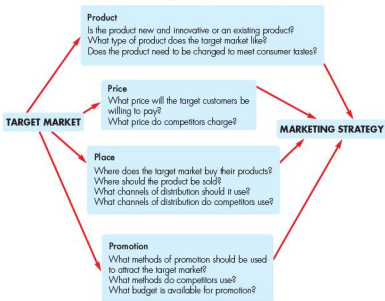 Product
Is the product new and innovative or an existing product?
What type of product does the target market like?
Does the product need to be changed to meet consumer tastes?
Price
What price will the target customers be
willing to pay?
What price do competitors charge?
TARGET MARKET
MARKETING STRATEGY
Place
Where does the target market buy their products?
Where should the product be sold?
What channels of distribution should it use?
What channels of distribution do competitors use?
Promotion
What methods of promotion should be used
to attract the target market?
What methods do competitors use?
What budget is available for promotion?